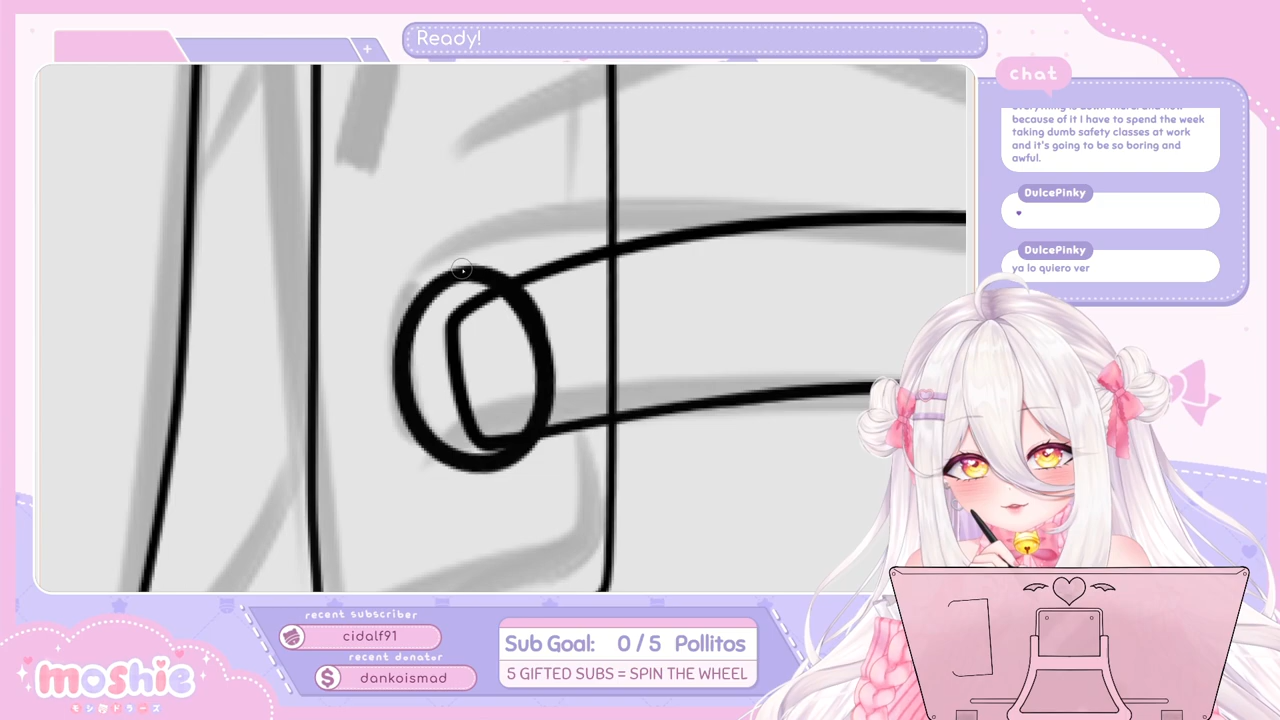 Ready!
+
chat
because of it I have to spend the week
taking dumb safety classes at work
and it's going to be so boring and
awful.
DulcePinky
DulcePinky
ya lo quiero ver
recent subscriber
cidalf91
recent donator
dankoismad
Sub Goal: 0 / 5 Pollitos
5 GIFTED SUBS = SPIN THE WHEEL
moshie